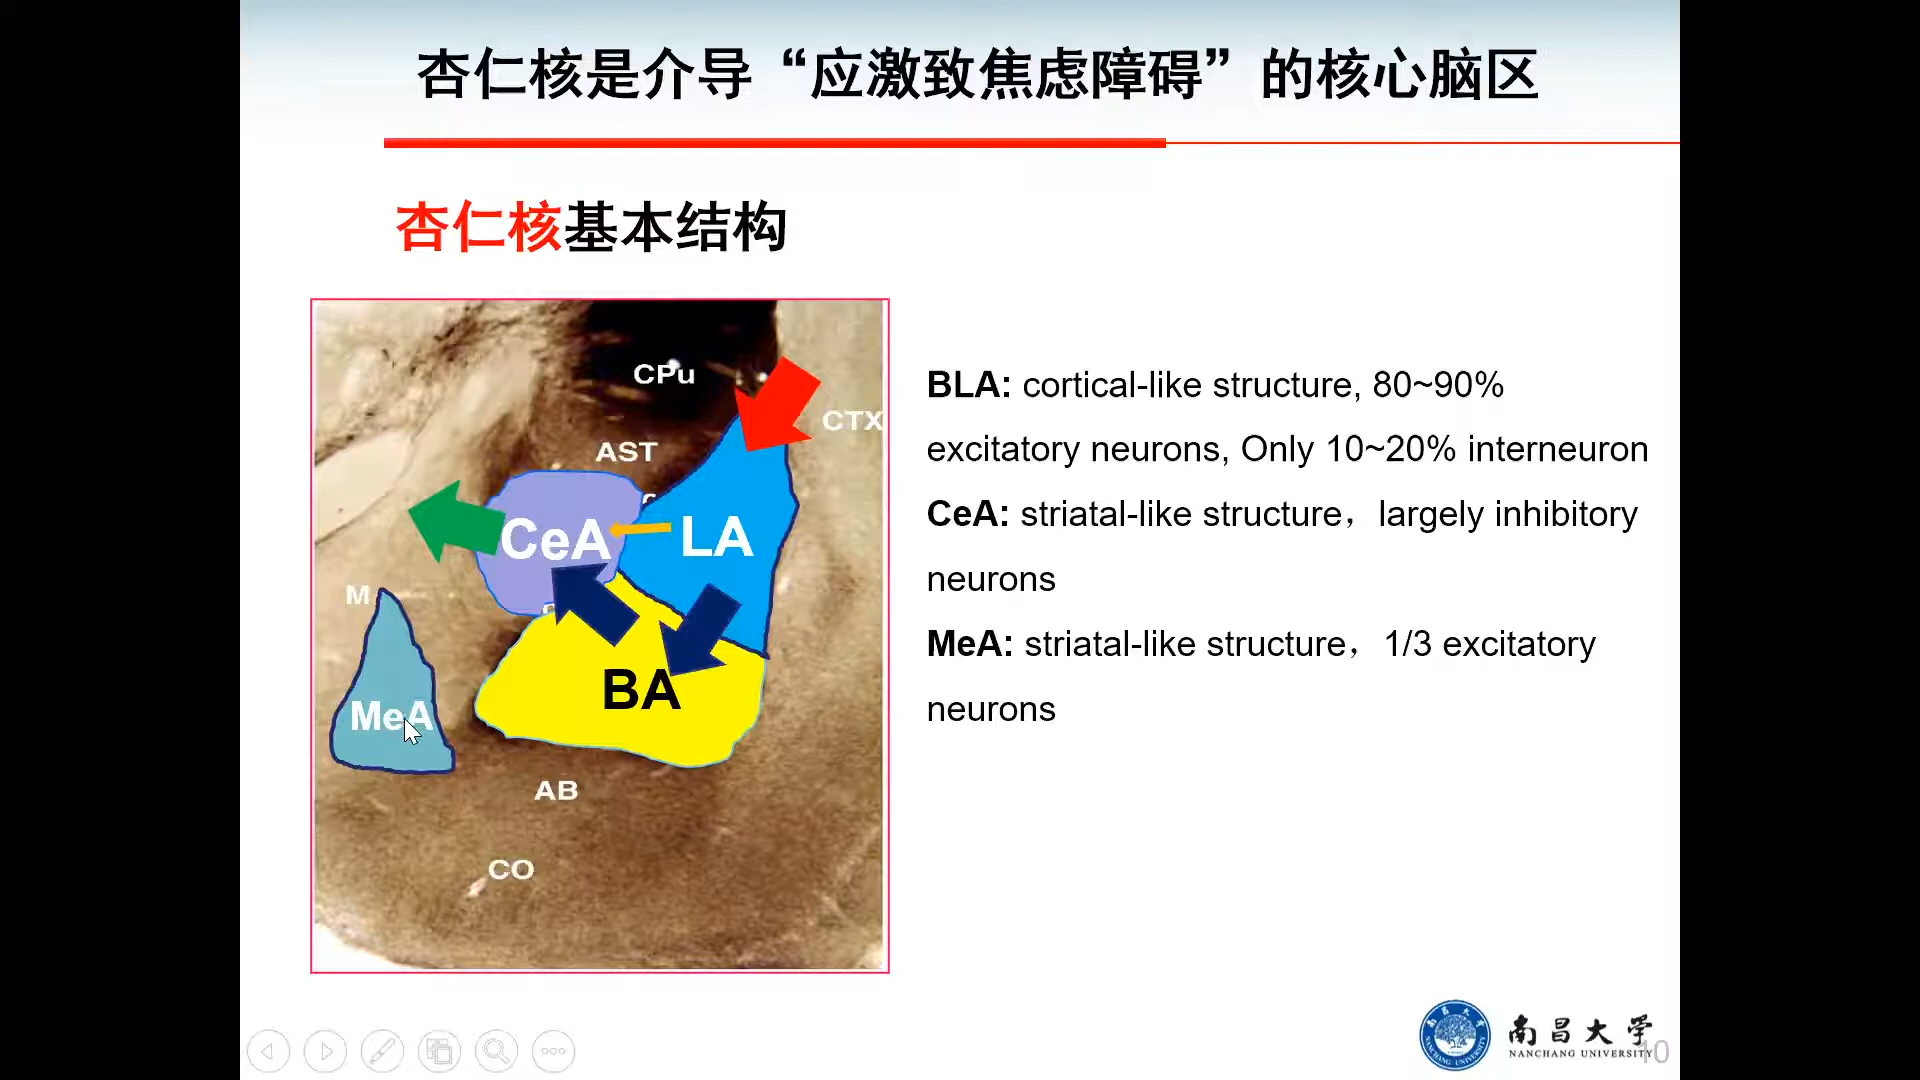 杏仁核是介导“应激致焦虑障碍”的核心脑区
杏仁核基本结构
CPu
CTX
AST
CeA
LA
M
BA
MeA
AB
CO
BLA: cortical-like structure, 80~90%
excitatory neurons, Only 10~20% interneuron
CeA: striatal-like structure，largely inhibitory
neurons
MeA: striatal-like structure，1/3 excitatory
neurons
南昌大学
NANCHANG UNIVERSITY
10